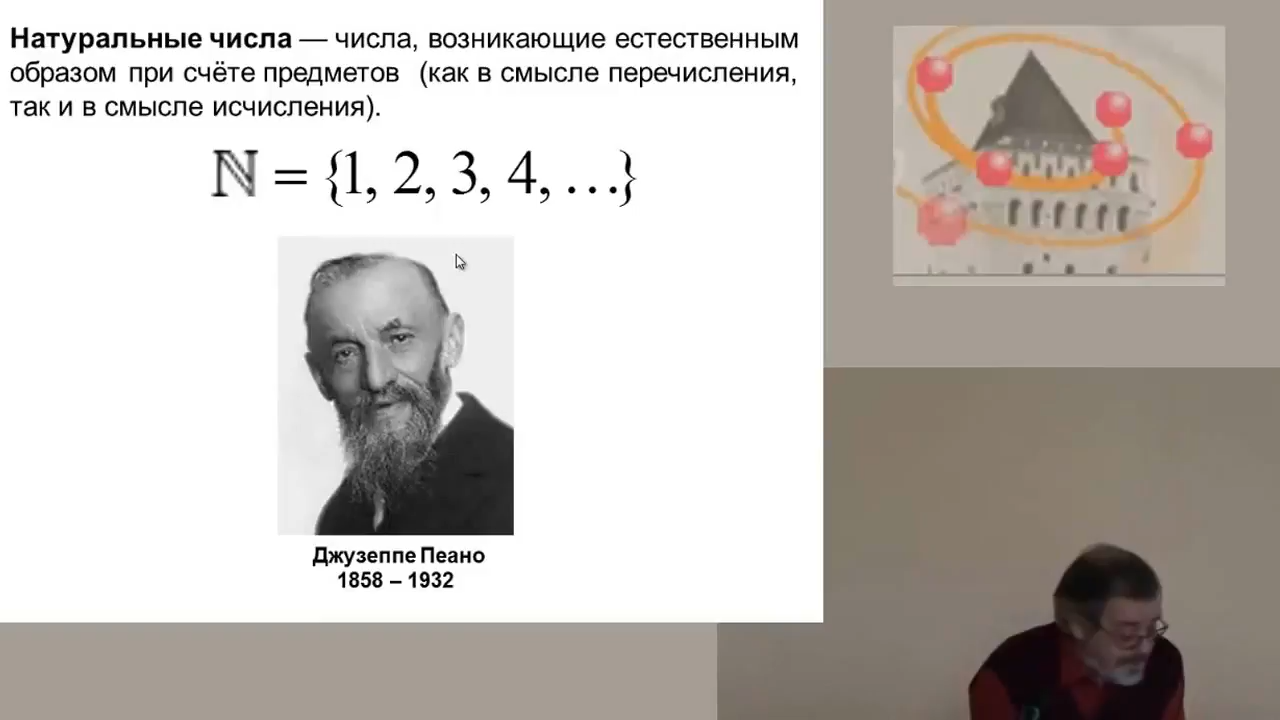 Натуральные числа — числа, возникающие естественным
образом при счёте предметов (как в смысле перечисления,
так и в смысле исчисления).
ℕ = {1, 2, 3, 4, …}
Джузеппе Пеано
1858 – 1932